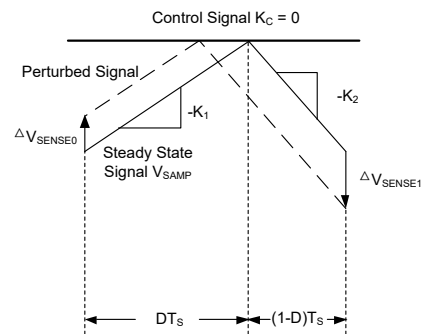 Control Signal K_C = 0
Perturbed Signal
-K_2
-K_1
△V_SENSE0
Steady State
Signal V_SAMP
△V_SENSE1
DT_S
(1-D)T_S